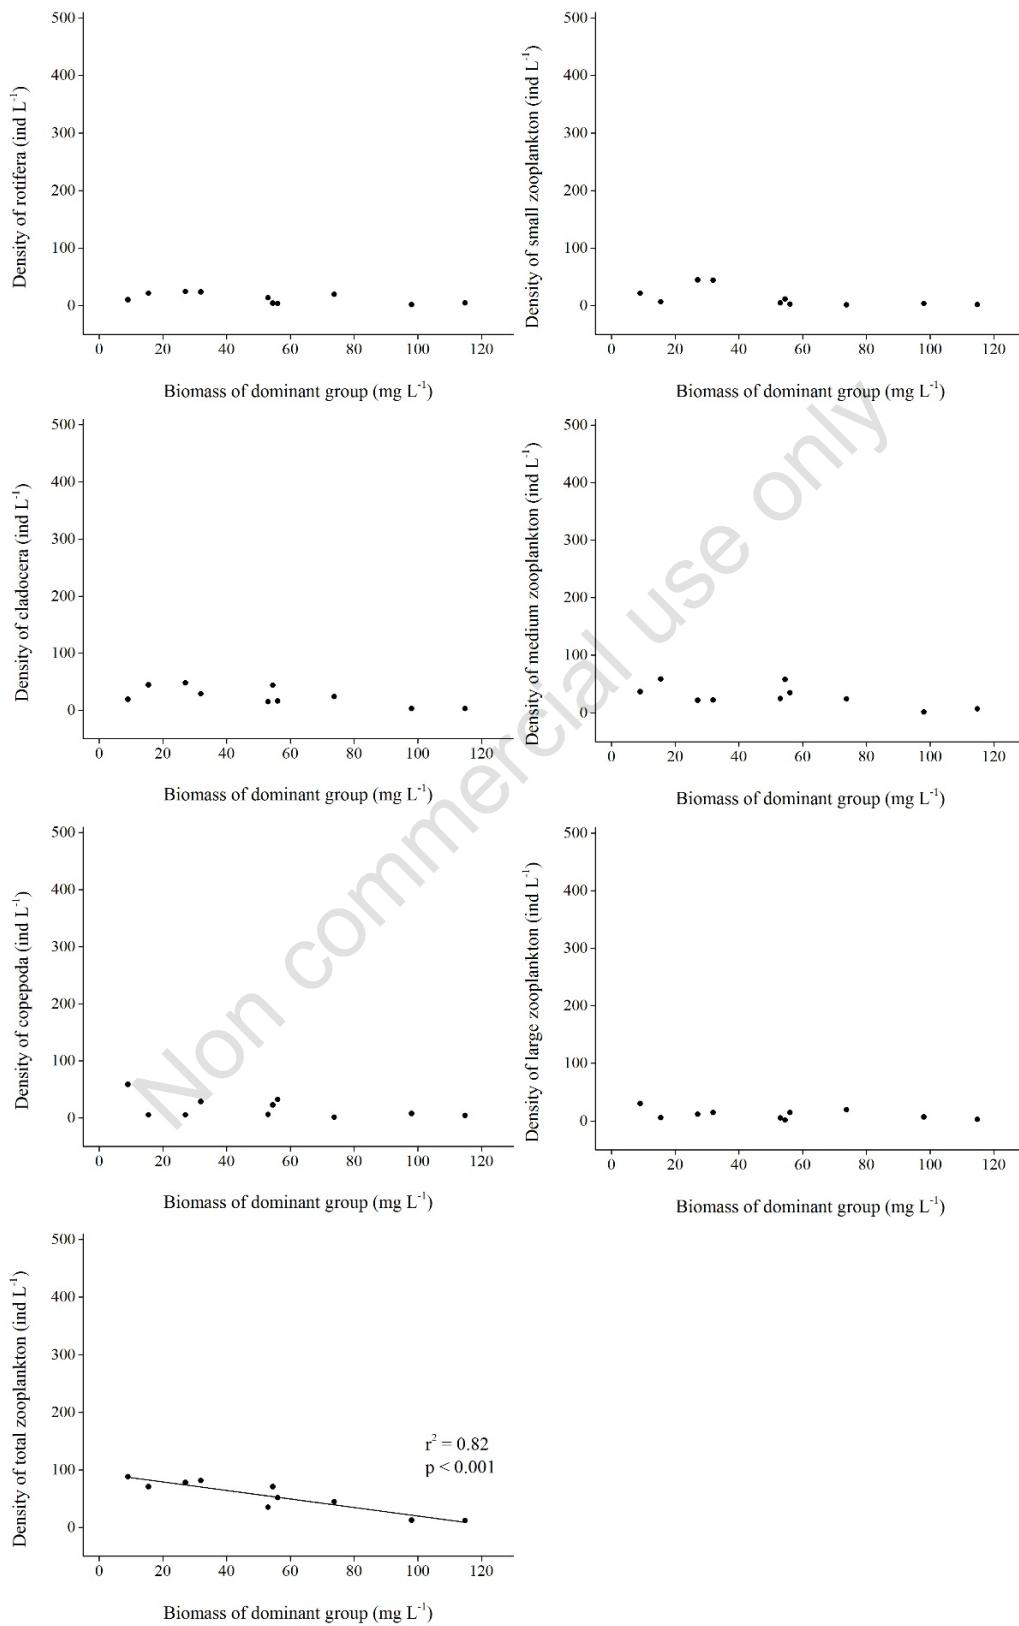 500
400
300
200
100
0
0 20 40 60 80 100 120
Density of rotifera (ind L⁻¹)
Biomass of dominant group (mg L⁻¹)
500
400
300
200
100
0
0 20 40 60 80 100 120
Density of small zooplankton (ind L⁻¹)
Biomass of dominant group (mg L⁻¹)
500
400
300
200
100
0
0 20 40 60 80 100 120
Density of cladocera (ind L⁻¹)
Biomass of dominant group (mg L⁻¹)
500
400
300
200
100
0
0 20 40 60 80 100 120
Density of medium zooplankton (ind L⁻¹)
Biomass of dominant group (mg L⁻¹)
500
400
300
200
100
0
0 20 40 60 80 100 120
Density of copepoda (ind L⁻¹)
Biomass of dominant group (mg L⁻¹)
500
400
300
200
100
0
0 20 40 60 80 100 120
Density of large zooplankton (ind L⁻¹)
Biomass of dominant group (mg L⁻¹)
500
400
300
200
100
0
0 20 40 60 80 100 120
Density of total zooplankton (ind L⁻¹)
r² = 0.82
p < 0.001
Biomass of dominant group (mg L⁻¹)
Non commercial use only